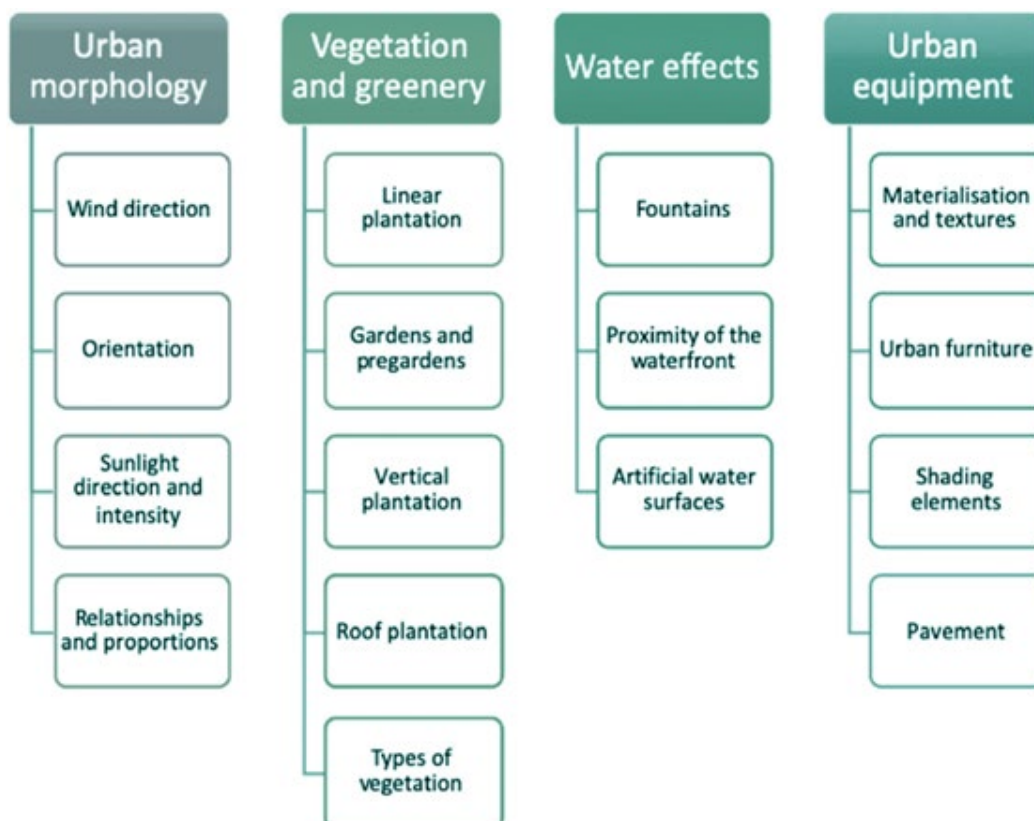 Urban
morphology
Wind direction
Orientation
Sunlight
direction and
intensity
Relationships
and proportions
Vegetation
and greenery
Linear
plantation
Gardens and
pregardens
Vertical
plantation
Roof plantation
Types of
vegetation
Water effects
Fountains
Proximity of the
waterfront
Artificial water
surfaces
Urban
equipment
Materialisation
and textures
Urban furniture
Shading
elements
Pavement